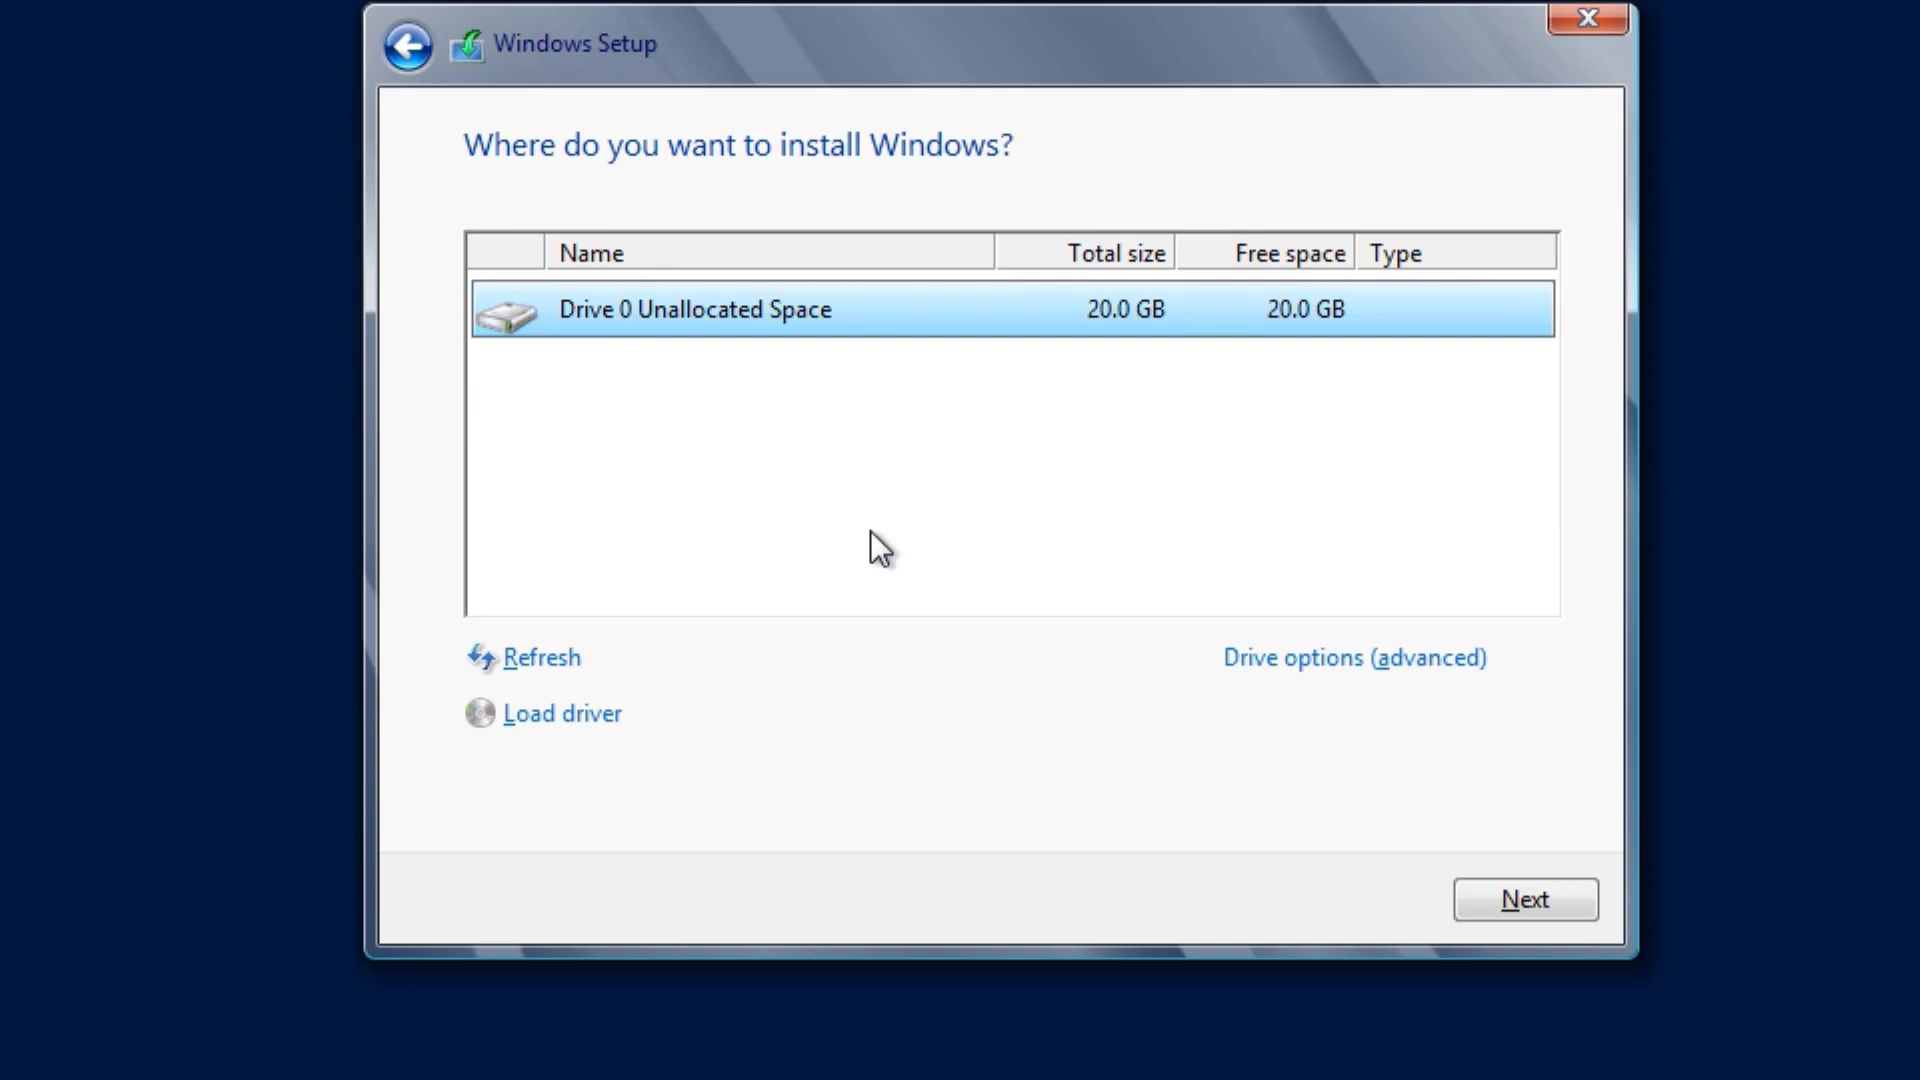 Windows Setup
Where do you want to install Windows?
Name Total size Free space Type
Drive 0 Unallocated Space 20.0 GB 20.0 GB
Refresh Drive options (advanced)
Load driver
Next